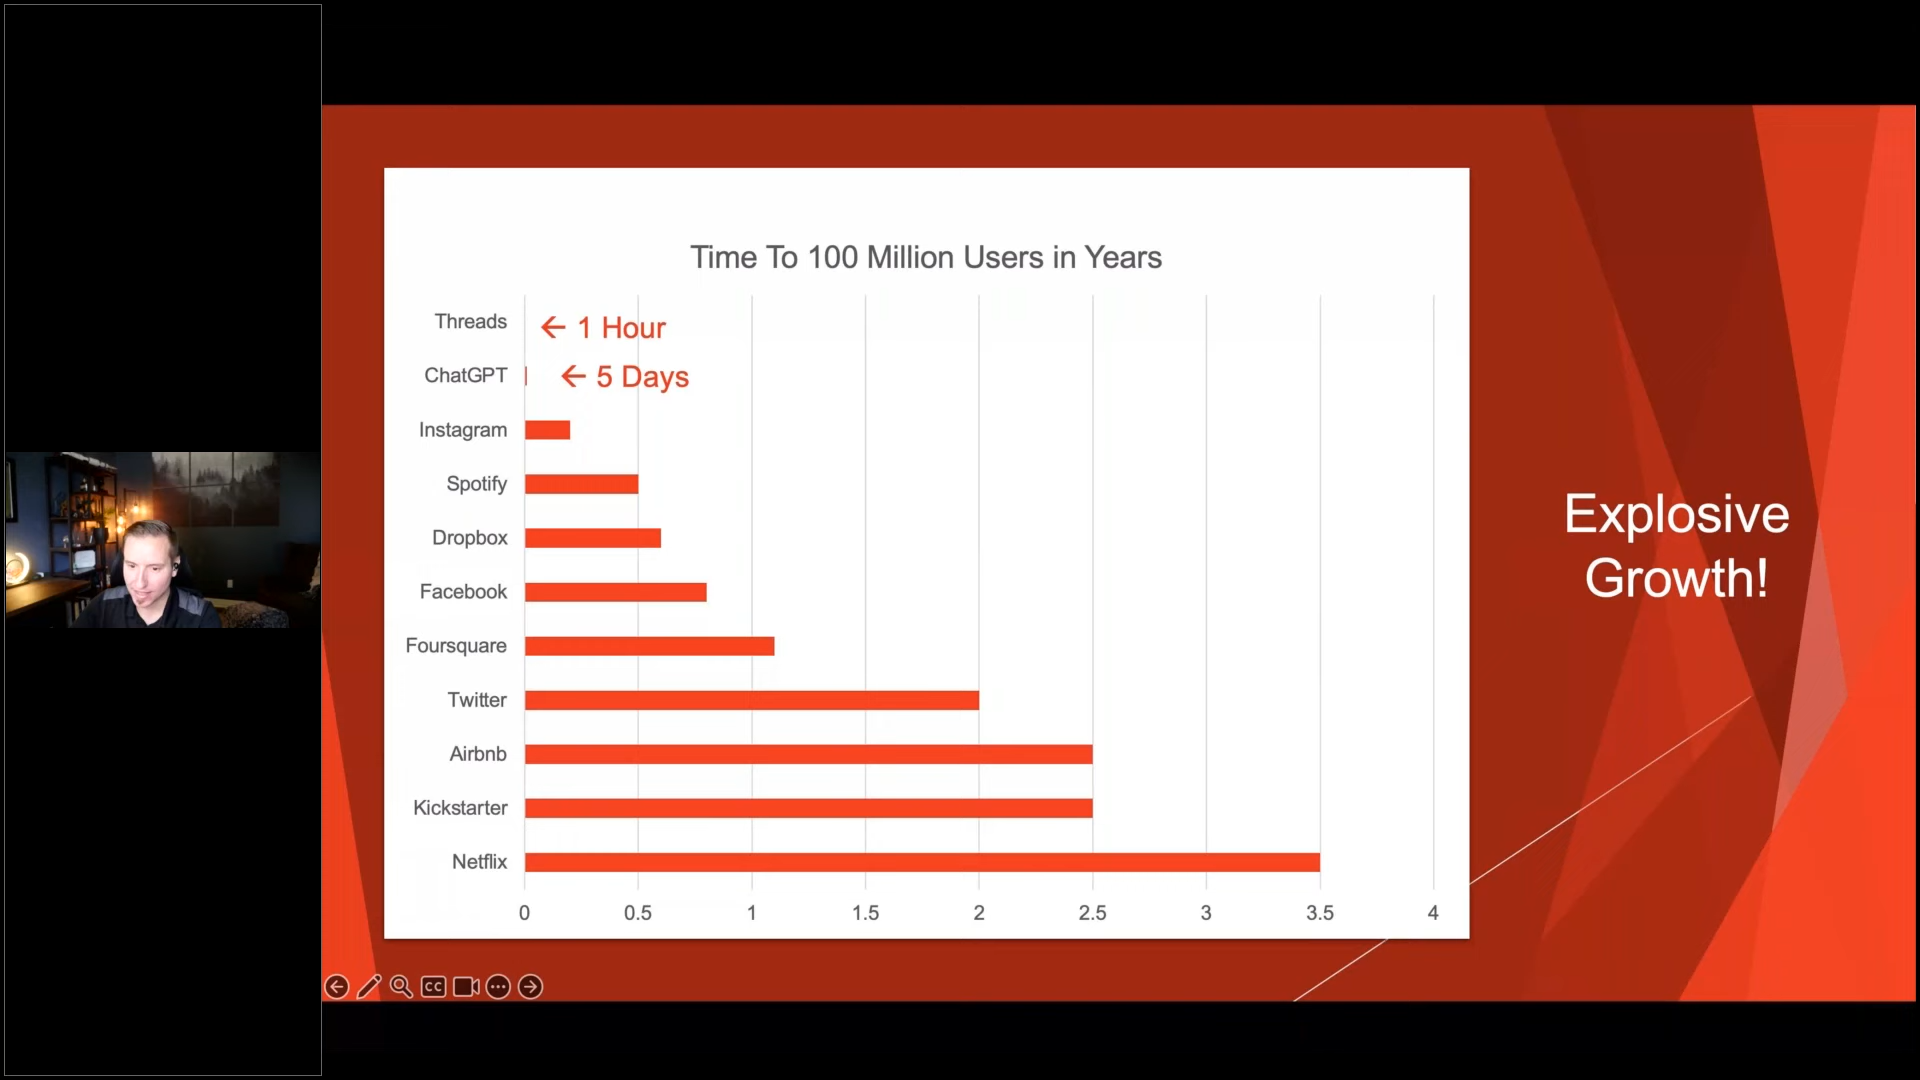 Time To 100 Million Users in Years
Threads
← 1 Hour
ChatGPT
← 5 Days
Instagram
Spotify
Dropbox
Facebook
Foursquare
Twitter
Airbnb
Kickstarter
Netflix
0 0.5 1 1.5 2 2.5 3 3.5 4
Explosive
Growth!
CC